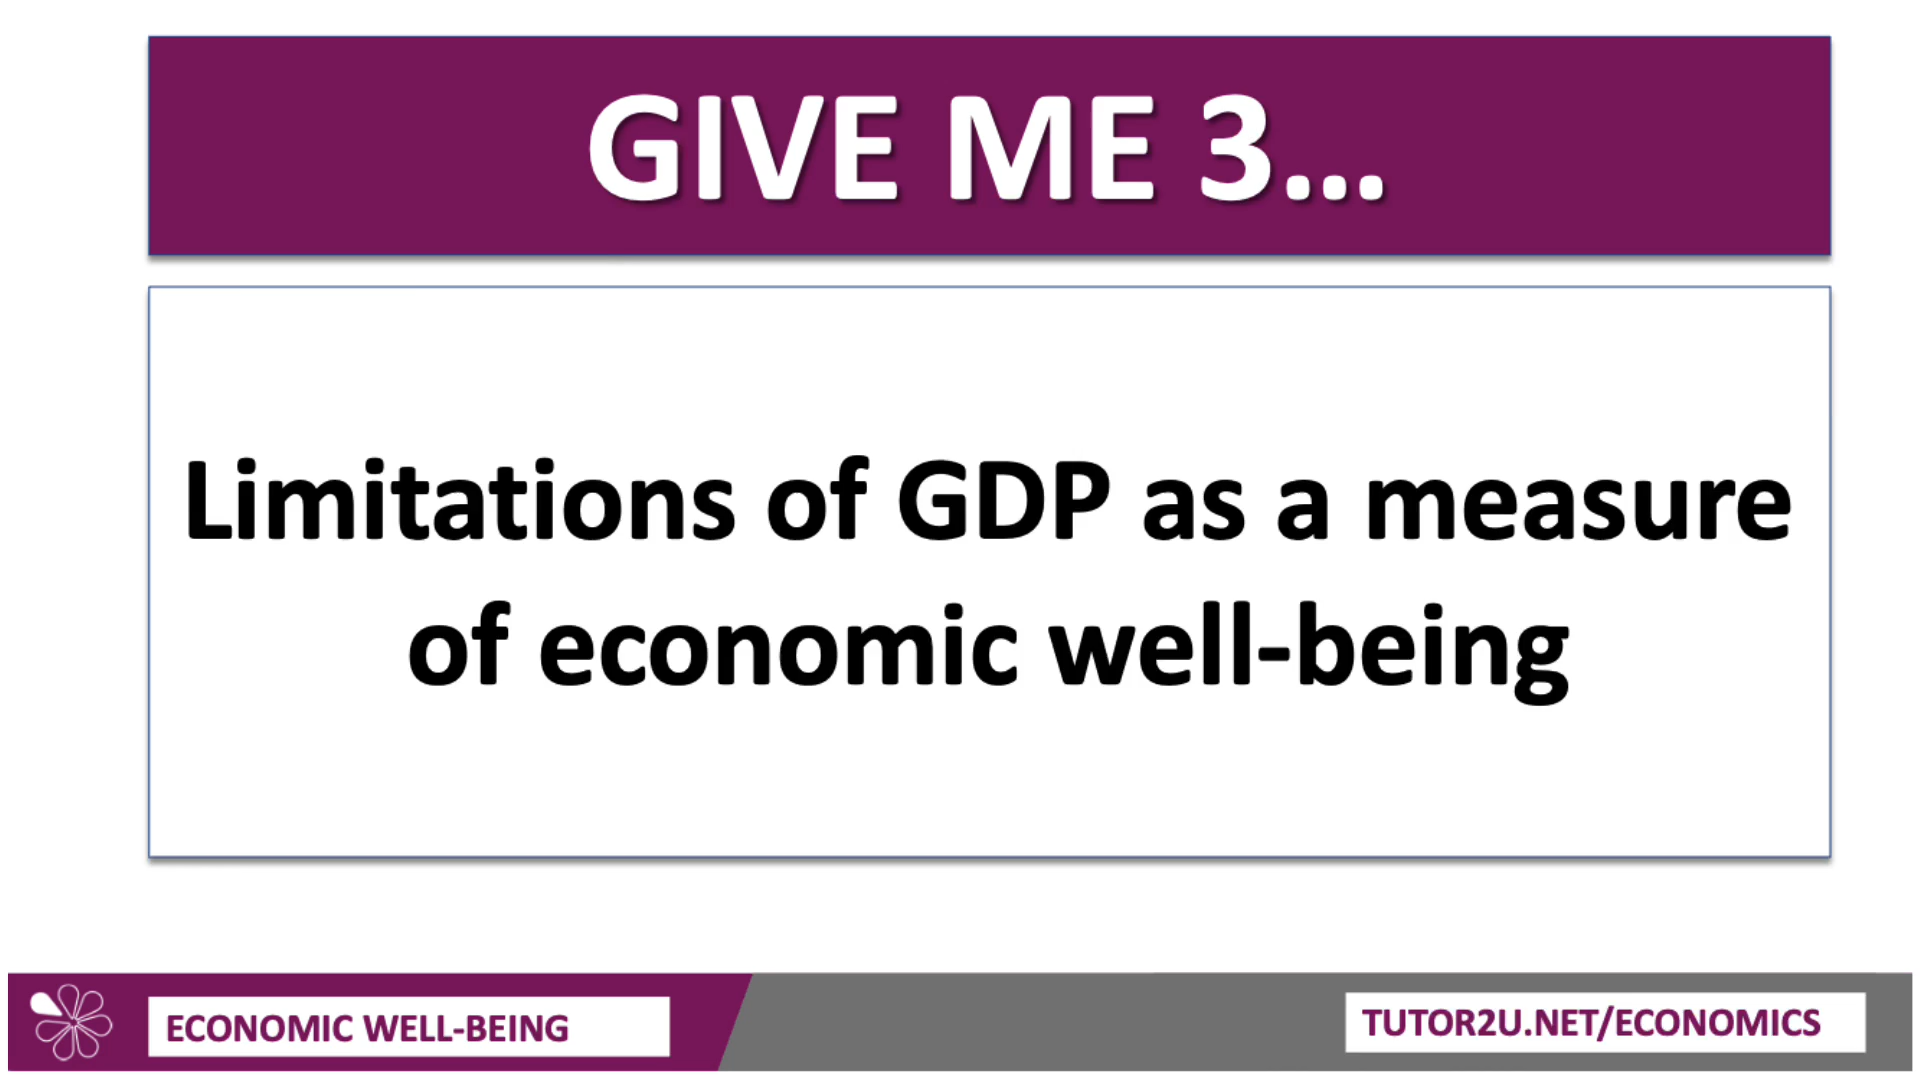 GIVE ME 3...
Limitations of GDP as a measure
of economic well-being
ECONOMIC WELL-BEING
TUTOR2U.NET/ECONOMICS